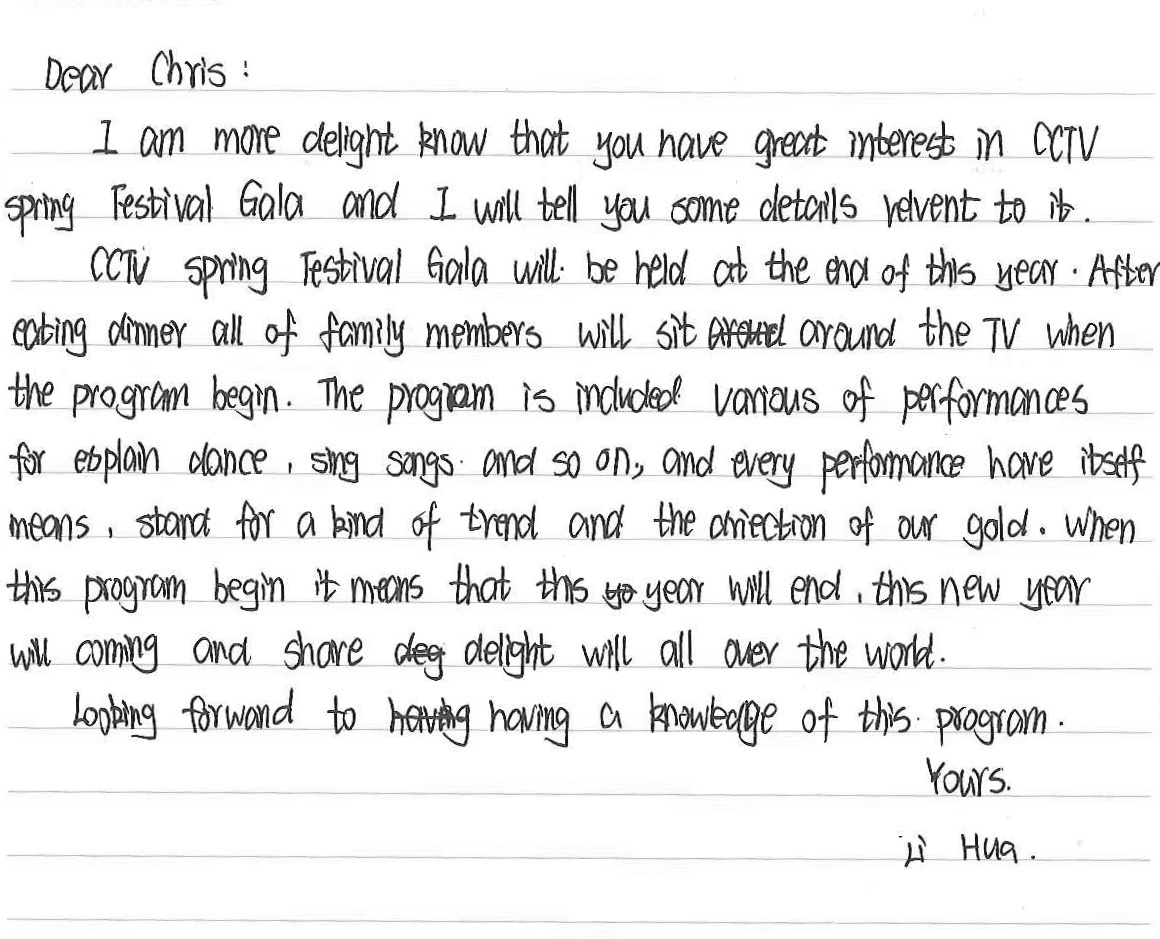 Dear Chris:
I am more delight know that you have great interest in CCTV
spring Festival Gala and I will tell you some details relvent to it.
CCTV spring Festival Gala will be held at the end of this year. After
eating dinner all of family members will sit around the TV when
the program begin. The program is included various of performances
for explain dance, sing songs and so on, and every performance have itself
means, stand for a kind of trend and the direction of our gold. When
this program begin it means that this year will end, this new year
will coming and share delight will all over the world.
Looking forward to having a knowledge of this program.
Yours.
Li Hua.